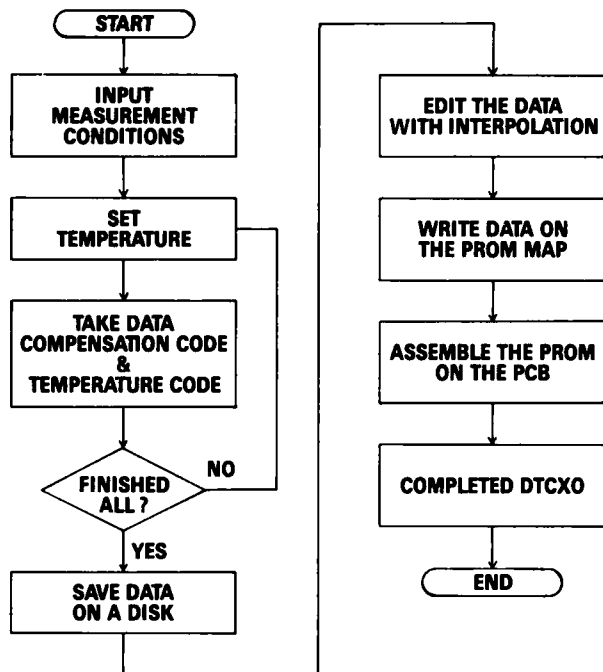 START
INPUT
MEASUREMENT
CONDITIONS
SET
TEMPERATURE
TAKE DATA
COMPENSATION CODE
&
TEMPERATURE CODE
FINISHED
ALL ?
NO
YES
SAVE DATA
ON A DISK
EDIT THE DATA
WITH INTERPOLATION
WRITE DATA ON
THE PROM MAP
ASSEMBLE THE PROM
ON THE PCB
COMPLETED DTCXO
END